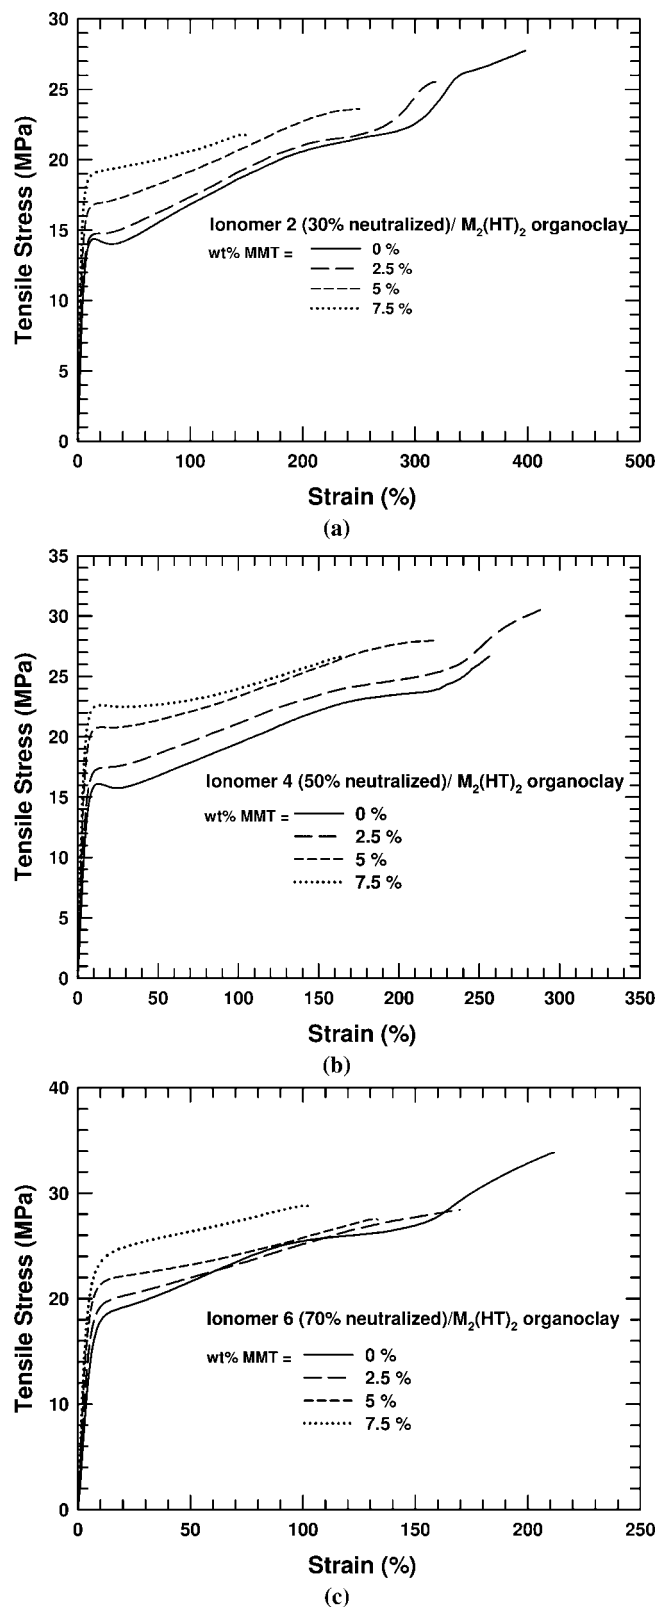 30
25
20
15
10
5
0
Tensile Stress (MPa)
Ionomer 2 (30% neutralized)/ M₂(HT)₂ organoclay
wt% MMT =
0 %
2.5 %
5 %
7.5 %
0 100 200 300 400 500
Strain (%)
(a)
35
30
25
20
15
10
5
0
Tensile Stress (MPa)
Ionomer 4 (50% neutralized)/ M₂(HT)₂ organoclay
wt% MMT =
0 %
2.5 %
5 %
7.5 %
0 50 100 150 200 250 300 350
Strain (%)
(b)
40
30
20
10
0
Tensile Stress (MPa)
Ionomer 6 (70% neutralized)/M₂(HT)₂ organoclay
wt% MMT =
0 %
2.5 %
5 %
7.5 %
0 50 100 150 200 250
Strain (%)
(c)